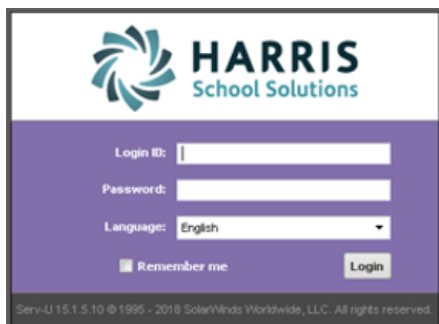 HARRIS
School Solutions
Login ID:
Password:
Language: English
Remember me Login
Serv-U 15.1.5.10 © 1995 - 2018 SolarWinds Worldwide, LLC. All rights reserved.